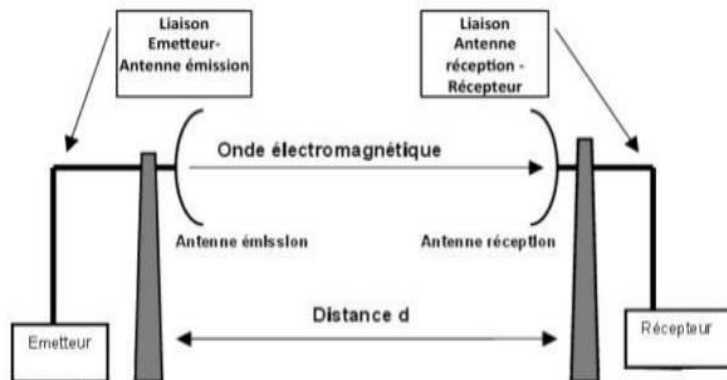 Liaison
Emetteur-
Antenne émission
Liaison
Antenne
réception -
Récepteur
Onde électromagnétique
Antenne émission
Antenne réception
Distance d
Emetteur
Récepteur